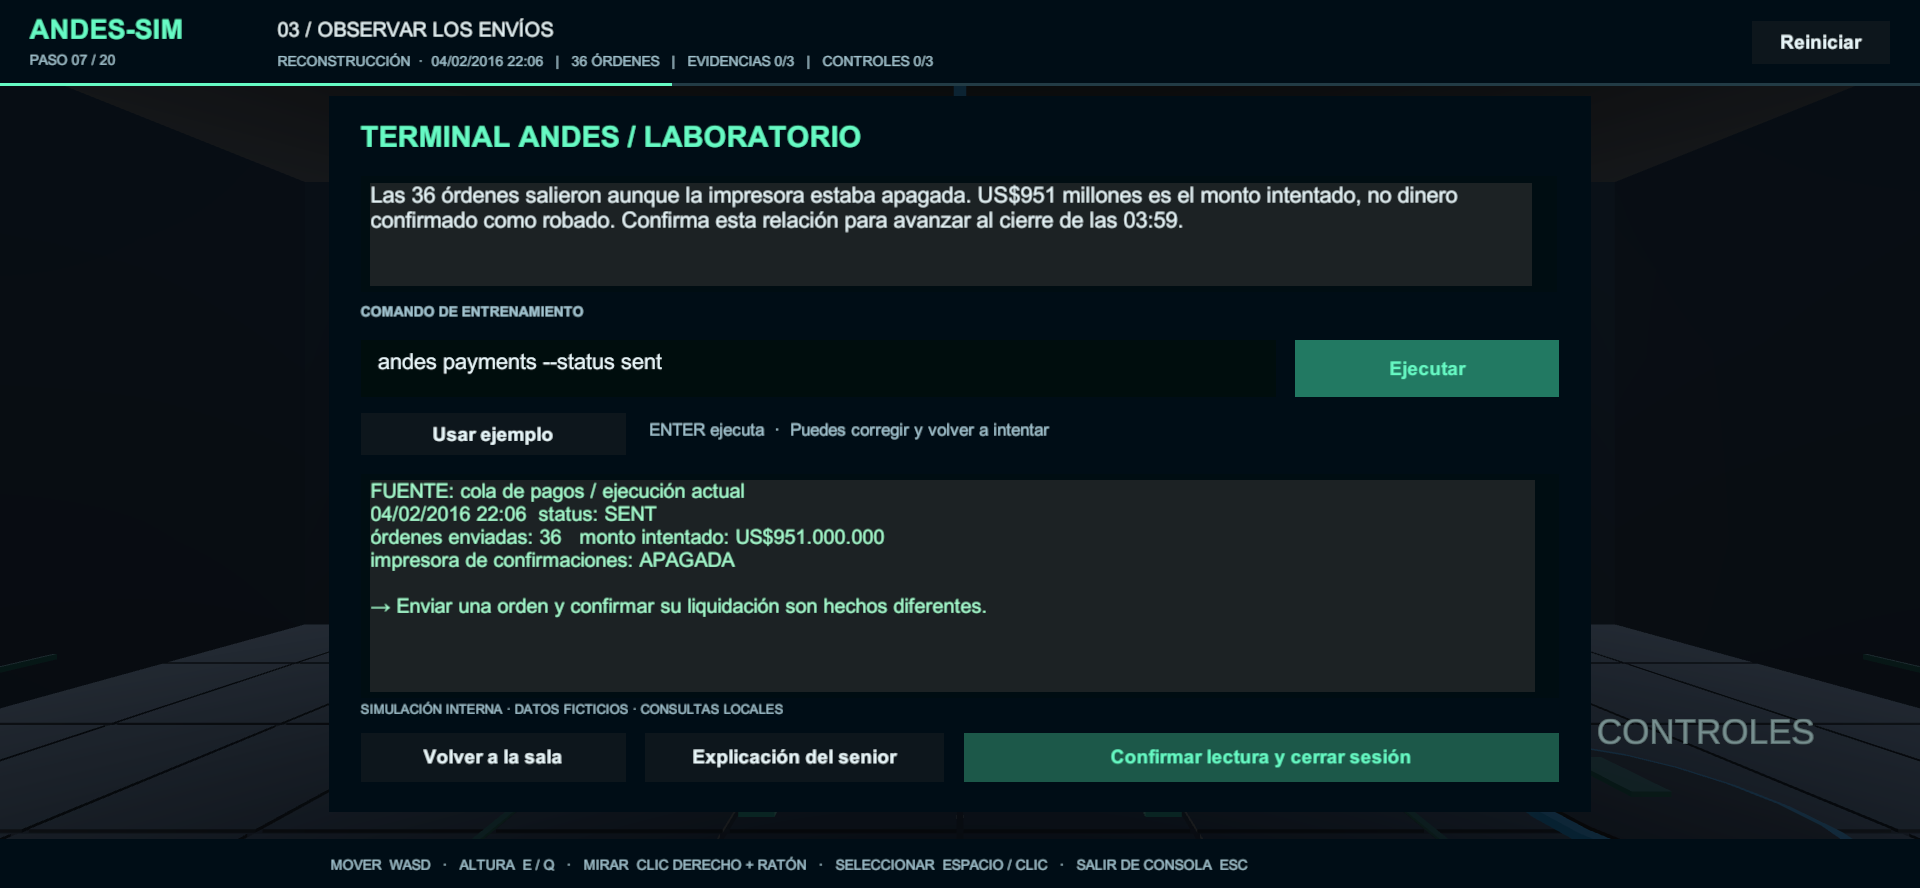 ANDES-SIM
PASO 07 / 20
03 / OBSERVAR LOS ENVÍOS
RECONSTRUCCIÓN · 04/02/2016 22:06 | 36 ÓRDENES | EVIDENCIAS 0/3 | CONTROLES 0/3
Reiniciar
TERMINAL ANDES / LABORATORIO
Las 36 órdenes salieron aunque la impresora estaba apagada. US$951 millones es el monto intentado, no dinero
confirmado como robado. Confirma esta relación para avanzar al cierre de las 03:59.
COMANDO DE ENTRENAMIENTO
andes payments --status sent
Ejecutar
Usar ejemplo
ENTER ejecuta · Puedes corregir y volver a intentar
FUENTE: cola de pagos / ejecución actual
04/02/2016 22:06 status: SENT
órdenes enviadas: 36 monto intentado: US$951.000.000
impresora de confirmaciones: APAGADA
→ Enviar una orden y confirmar su liquidación son hechos diferentes.
SIMULACIÓN INTERNA · DATOS FICTICIOS · CONSULTAS LOCALES
Volver a la sala
Explicación del senior
Confirmar lectura y cerrar sesión
CONTROLES
MOVER WASD · ALTURA E / Q · MIRAR CLIC DERECHO + RATÓN · SELECCIONAR ESPACIO / CLIC · SALIR DE CONSOLA ESC